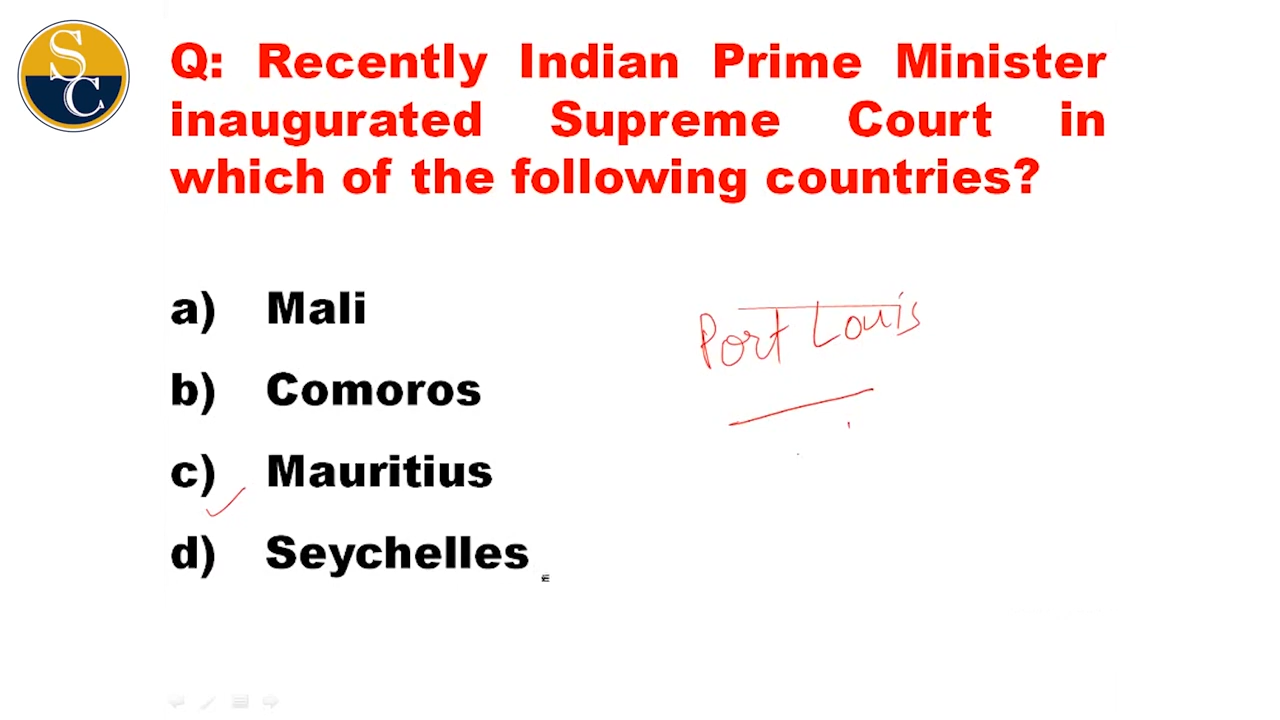 SC
Q: Recently Indian Prime Minister
inaugurated Supreme Court in
which of the following countries?
a) Mali
Port Louis
b) Comoros
c) Mauritius
d) Seychelles